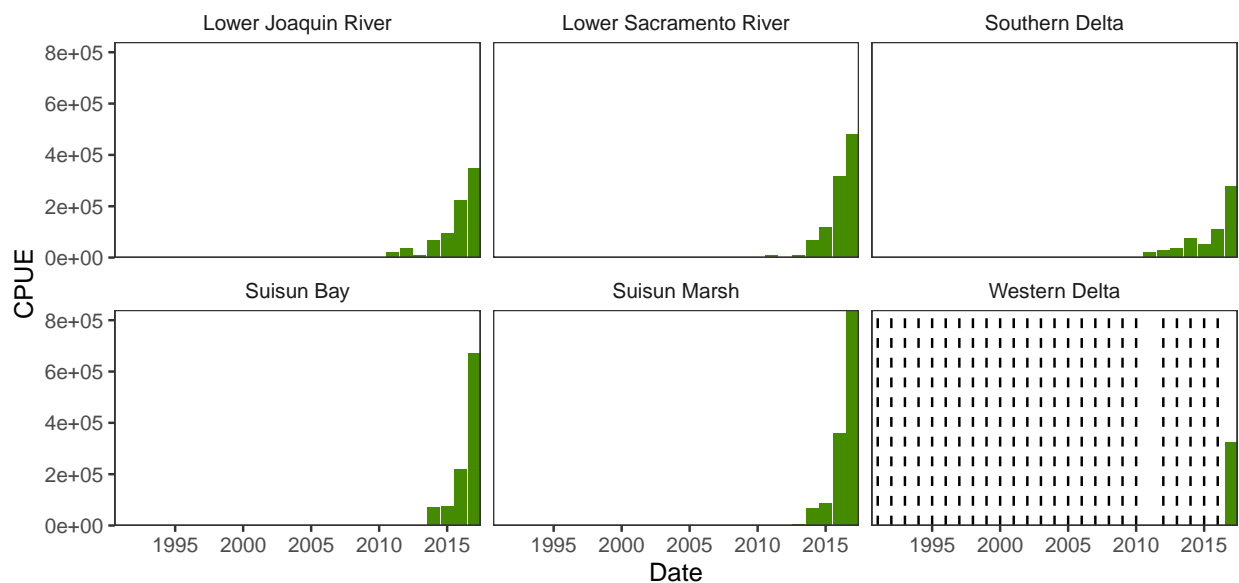 Lower Joaquin River
Lower Sacramento River
Southern Delta
8e+05
6e+05
4e+05
2e+05
0e+00
Suisun Bay
Suisun Marsh
Western Delta
8e+05
6e+05
4e+05
2e+05
0e+00
CPUE
1995 2000 2005 2010 2015
1995 2000 2005 2010 2015
1995 2000 2005 2010 2015
Date